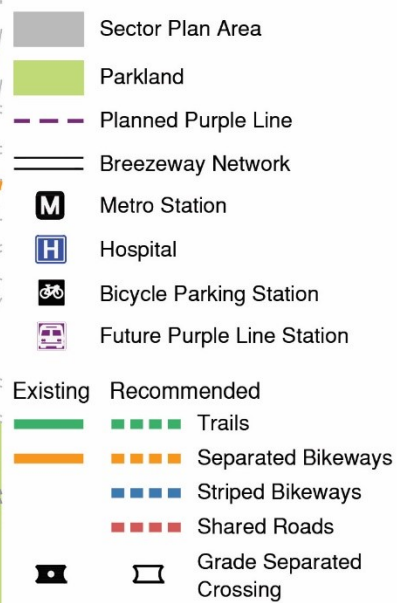 Sector Plan Area
Parkland
Planned Purple Line
Breezeway Network
M Metro Station
H Hospital
Bicycle Parking Station
Future Purple Line Station
Existing Recommended
Trails
Separated Bikeways
Striped Bikeways
Shared Roads
Grade Separated
Crossing